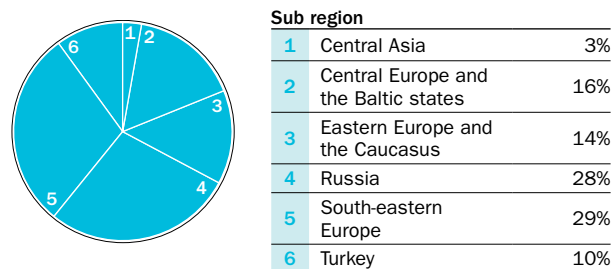 1
2
3
4
5
6
Sub region
1 Central Asia 3%
2 Central Europe and
the Baltic states 16%
3 Eastern Europe and
the Caucasus 14%
4 Russia 28%
5 South-eastern
Europe 29%
6 Turkey 10%